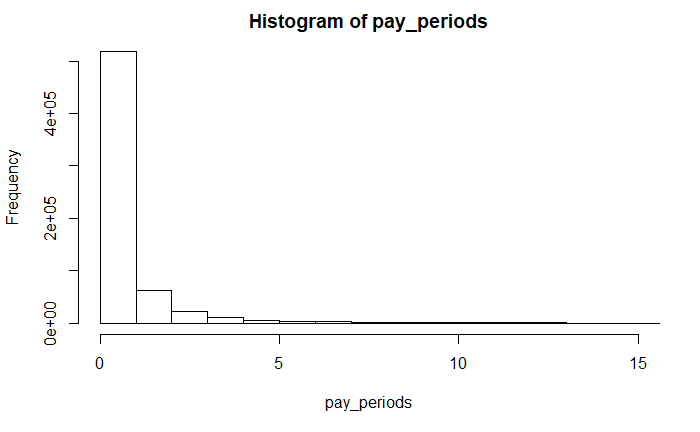 Histogram of pay_periods
Frequency
4e+05
2e+05
0e+00
0 5 10 15
pay_periods